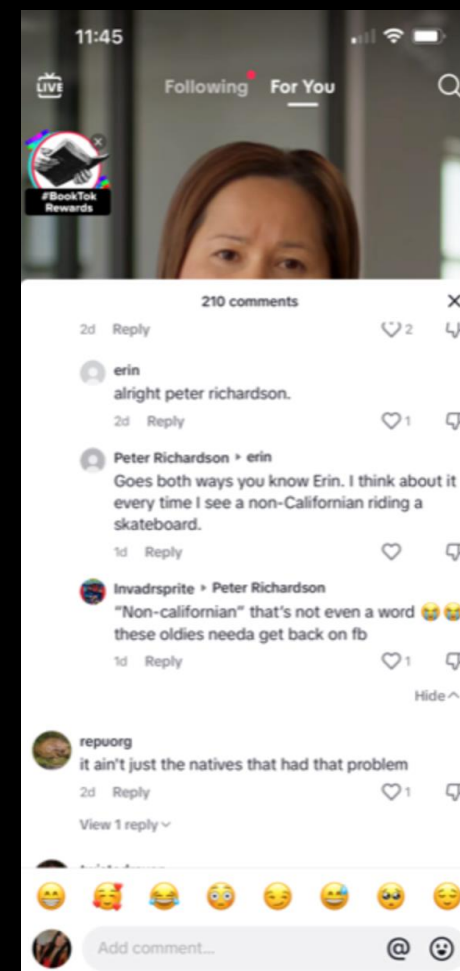 11:45
LIVE
Following For You
#BookTok
Rewards
210 comments
2d Reply
2
erin
alright peter richardson.
2d Reply
1
Peter Richardson ▸ erin
Goes both ways you know Erin. I think about it
every time I see a non-Californian riding a
skateboard.
1d Reply
Invadrsprite ▸ Peter Richardson
“Non-californian” that’s not even a word 😭😭
these oldies needa get back on fb
1d Reply
1
Hide
repuorg
it ain't just the natives that had that problem
2d Reply
1
View 1 reply
Add comment...
@